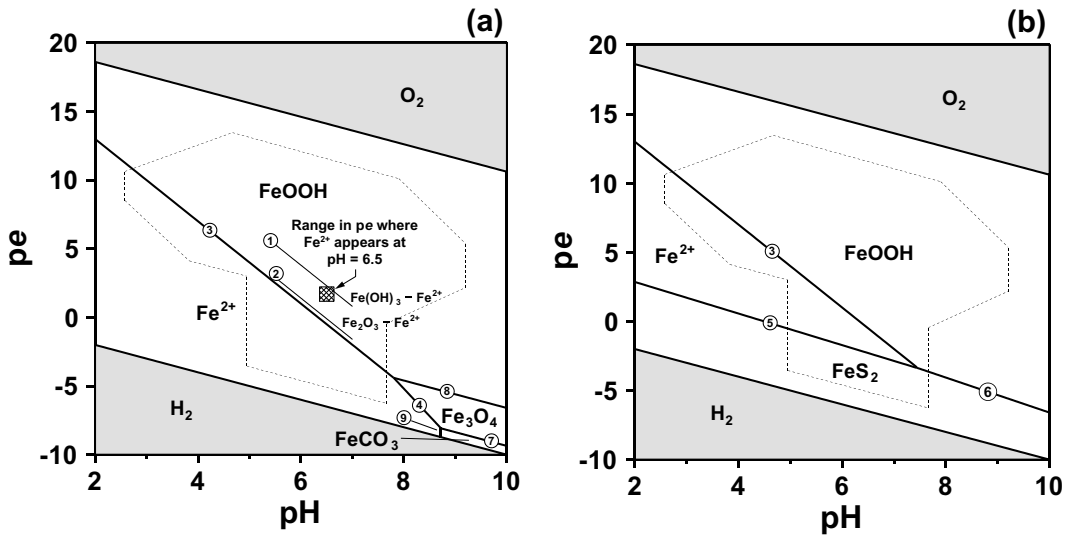 (a)
20
15
10
5
0
-5
-10
2
4
6
8
10
pe
pH
O₂
FeOOH
Range in pe where
Fe²⁺ appears at
pH = 6.5
①
②
③
Fe(OH)₃ – Fe²⁺
Fe₂O₃ – Fe²⁺
Fe²⁺
⑧
④
⑨
Fe₃O₄
H₂
FeCO₃
⑦
(b)
20
15
10
5
0
-5
-10
2
4
6
8
10
pe
pH
O₂
③
FeOOH
Fe²⁺
⑤
FeS₂
⑥
H₂